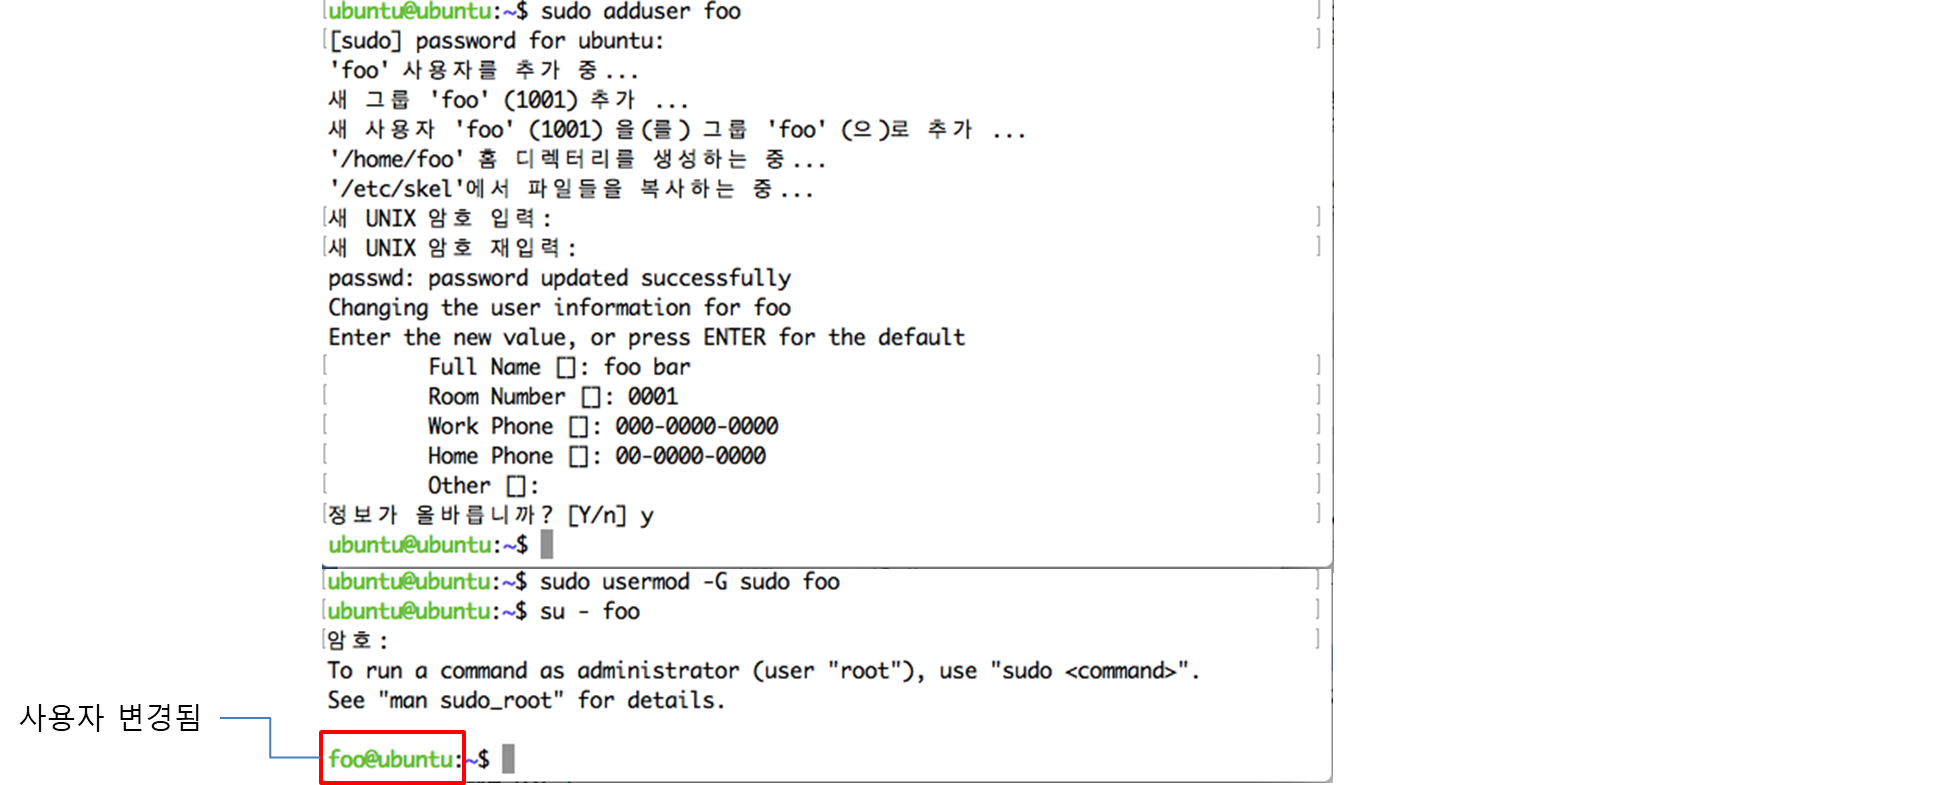 ubuntu@ubuntu:~$ sudo adduser foo
[sudo] password for ubuntu:
'foo' 사용자를 추가 중...
새 그룹 'foo' (1001) 추가 ...
새 사용자 'foo' (1001) 을(를) 그룹 'foo' (으)로 추가 ...
'/home/foo' 홈 디렉터리를 생성하는 중...
'/etc/skel'에서 파일들을 복사하는 중...
새 UNIX 암호 입력:
새 UNIX 암호 재입력:
passwd: password updated successfully
Changing the user information for foo
Enter the new value, or press ENTER for the default
Full Name []: foo bar
Room Number []: 0001
Work Phone []: 000-0000-0000
Home Phone []: 00-0000-0000
Other []:
정보가 올바릅니까? [Y/n] y
ubuntu@ubuntu:~$
ubuntu@ubuntu:~$ sudo usermod -G sudo foo
ubuntu@ubuntu:~$ su - foo
암호:
To run a command as administrator (user "root"), use "sudo <command>".
See "man sudo_root" for details.
사용자 변경됨
foo@ubuntu:~$